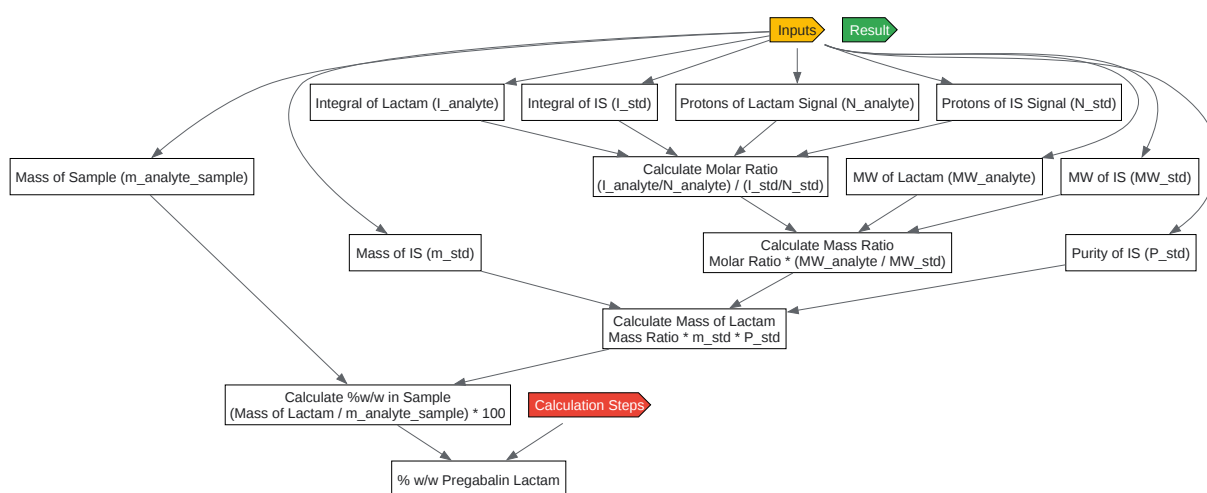 Inputs
Result
Integral of Lactam (I_analyte)
Integral of IS (I_std)
Protons of Lactam Signal (N_analyte)
Protons of IS Signal (N_std)
Mass of Sample (m_analyte_sample)
Calculate Molar Ratio
(I_analyte/N_analyte) / (I_std/N_std)
MW of Lactam (MW_analyte)
MW of IS (MW_std)
Mass of IS (m_std)
Calculate Mass Ratio
Molar Ratio * (MW_analyte / MW_std)
Purity of IS (P_std)
Calculate Mass of Lactam
Mass Ratio * m_std * P_std
Calculate %w/w in Sample
(Mass of Lactam / m_analyte_sample) * 100
Calculation Steps
% w/w Pregabalin Lactam